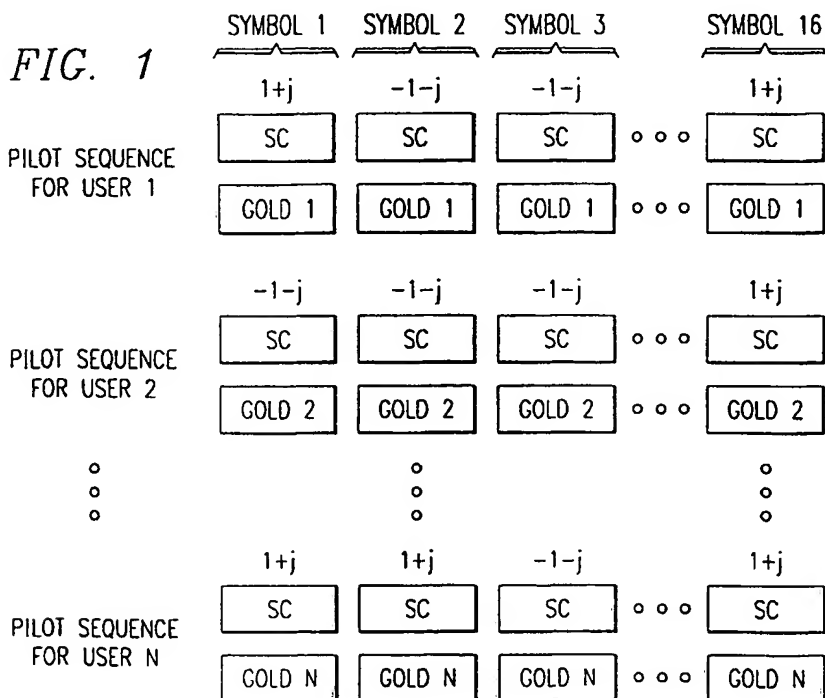 SYMBOL 1 SYMBOL 2 SYMBOL 3 SYMBOL 16
FIG. 1
1+j -1-j -1-j 1+j
PILOT SEQUENCE
FOR USER 1
SC SC SC SC
GOLD 1 GOLD 1 GOLD 1 GOLD 1
-1-j -1-j -1-j 1+j
PILOT SEQUENCE
FOR USER 2
SC SC SC SC
GOLD 2 GOLD 2 GOLD 2 GOLD 2
1+j 1+j -1-j 1+j
PILOT SEQUENCE
FOR USER N
SC SC SC SC
GOLD N GOLD N GOLD N GOLD N